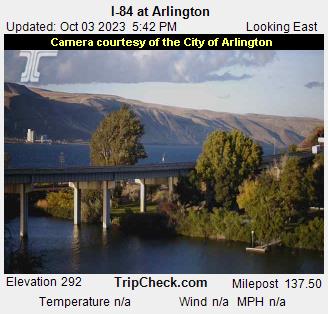 I-84 at Arlington
Updated: Oct 03 2023 5:42 PM Looking East
Camera courtesy of the City of Arlington
Elevation 292 TripCheck.com Milepost 137.50
Temperature n/a Wind n/a MPH n/a